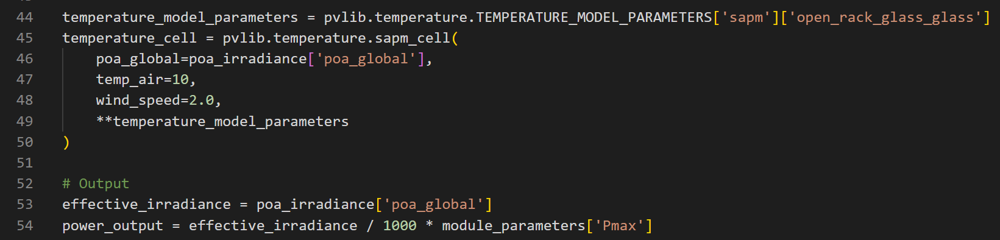 44 temperature_model_parameters = pvlib.temperature.TEMPERATURE_MODEL_PARAMETERS['sapm']['open_rack_glass_glass']
45 temperature_cell = pvlib.temperature.sapm_cell(
46     poa_global=poa_irradiance['poa_global'],
47     temp_air=10,
48     wind_speed=2.0,
49     **temperature_model_parameters
50 )
51
52 # Output
53 effective_irradiance = poa_irradiance['poa_global']
54 power_output = effective_irradiance / 1000 * module_parameters['Pmax']